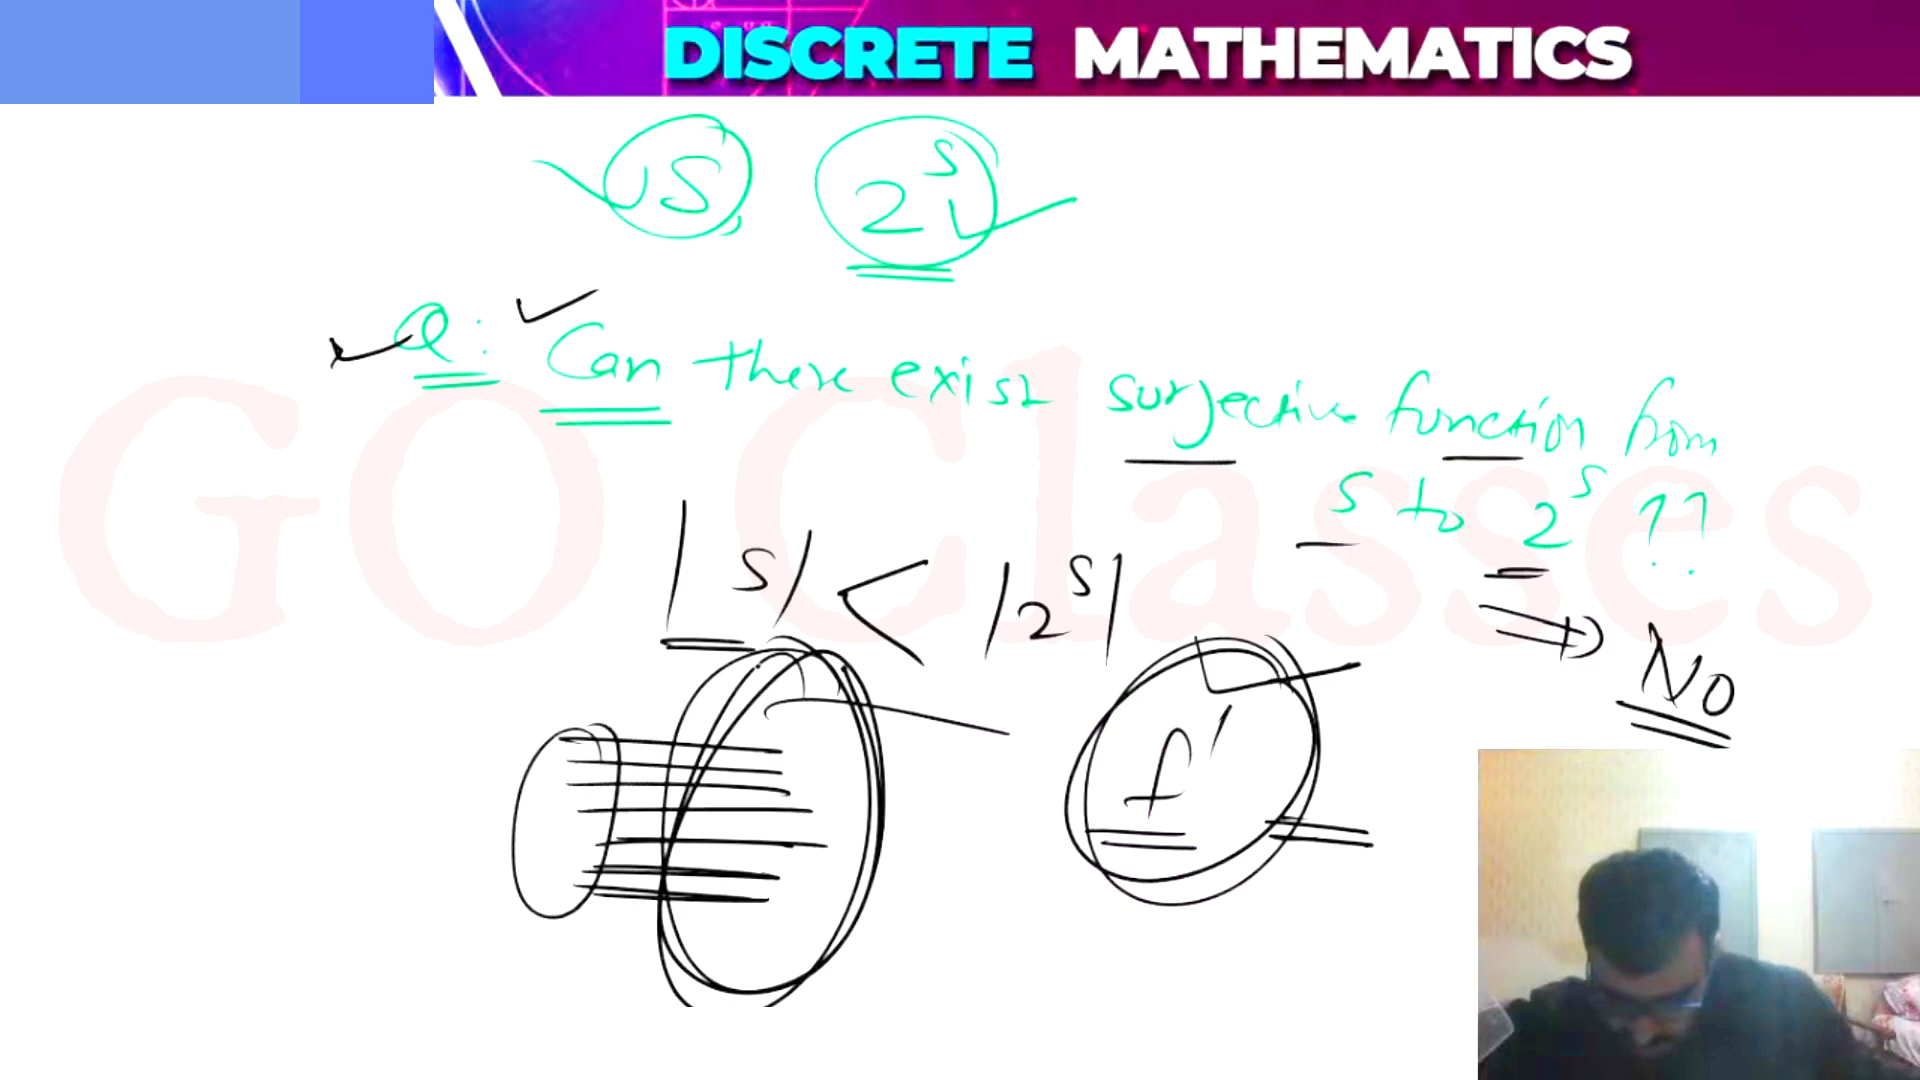 DISCRETE MATHEMATICS
S, 2^S
Q: Can there exist surjective function from
S to 2^S ??
|S| < |2^S|
⇒ No
f'
GO Classes